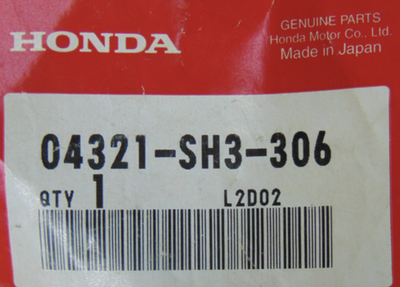 HONDA
GENUINE PARTS
Honda Motor Co., Ltd.
Made in Japan
04321-SH3-306
QTY 1 L2D02